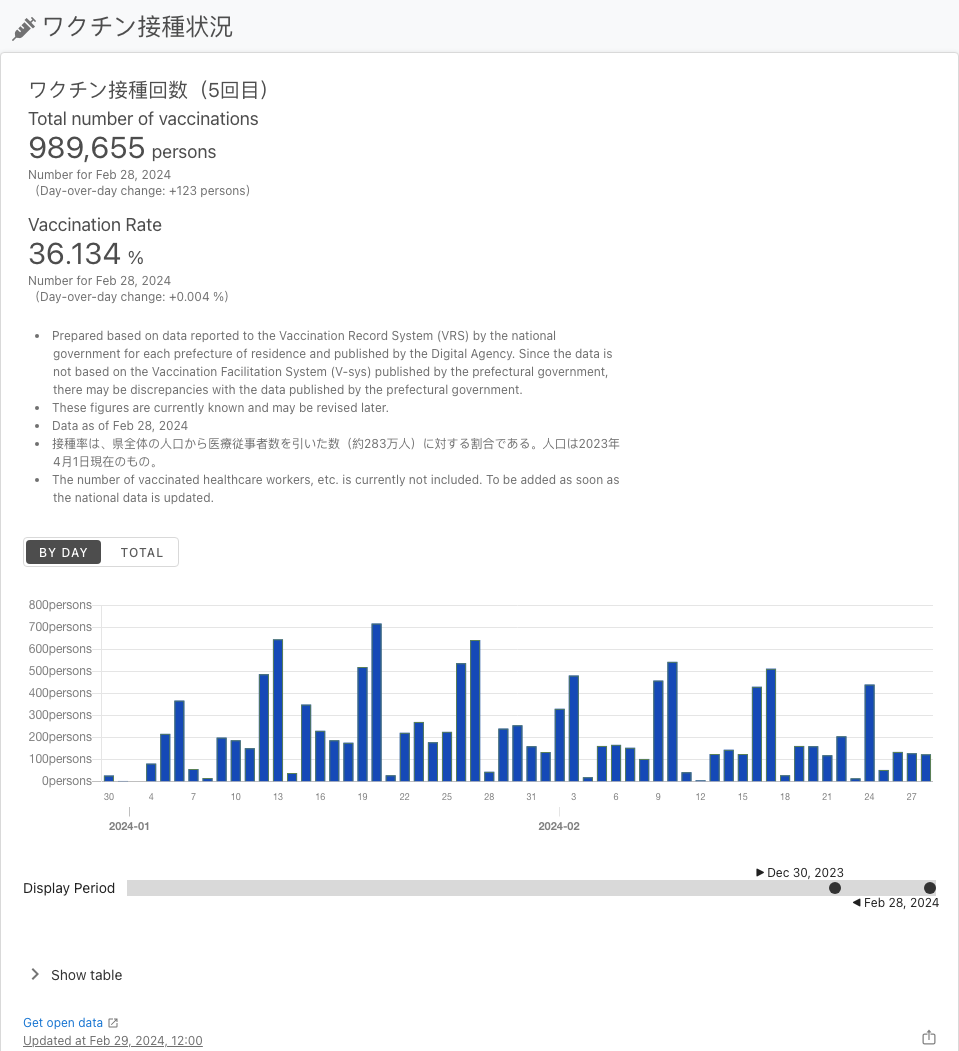 ワクチン接種状況
ワクチン接種回数（5回目）
Total number of vaccinations
989,655 persons
Number for Feb 28, 2024
（Day-over-day change: +123 persons）
Vaccination Rate
36.134 %
Number for Feb 28, 2024
（Day-over-day change: +0.004 %）
• Prepared based on data reported to the Vaccination Record System (VRS) by the national
government for each prefecture of residence and published by the Digital Agency. Since the data is
not based on the Vaccination Facilitation System (V-sys) published by the prefectural government,
there may be discrepancies with the data published by the prefectural government.
• These figures are currently known and may be revised later.
• Data as of Feb 28, 2024
• 接種率は、県全体の人口から医療従事者数を引いた数（約283万人）に対する割合である。人口は2023年
4月1日現在のもの。
• The number of vaccinated healthcare workers, etc. is currently not included. To be added as soon as
the national data is updated.
BY DAY TOTAL
800persons
700persons
600persons
500persons
400persons
300persons
200persons
100persons
0persons
30 4 7 10 13 16 19 22 25 28 31 3 6 9 12 15 18 21 24 27
2024-01 2024-02
Dec 30, 2023
Display Period
Feb 28, 2024
Show table
Get open data
Updated at Feb 29, 2024, 12:00